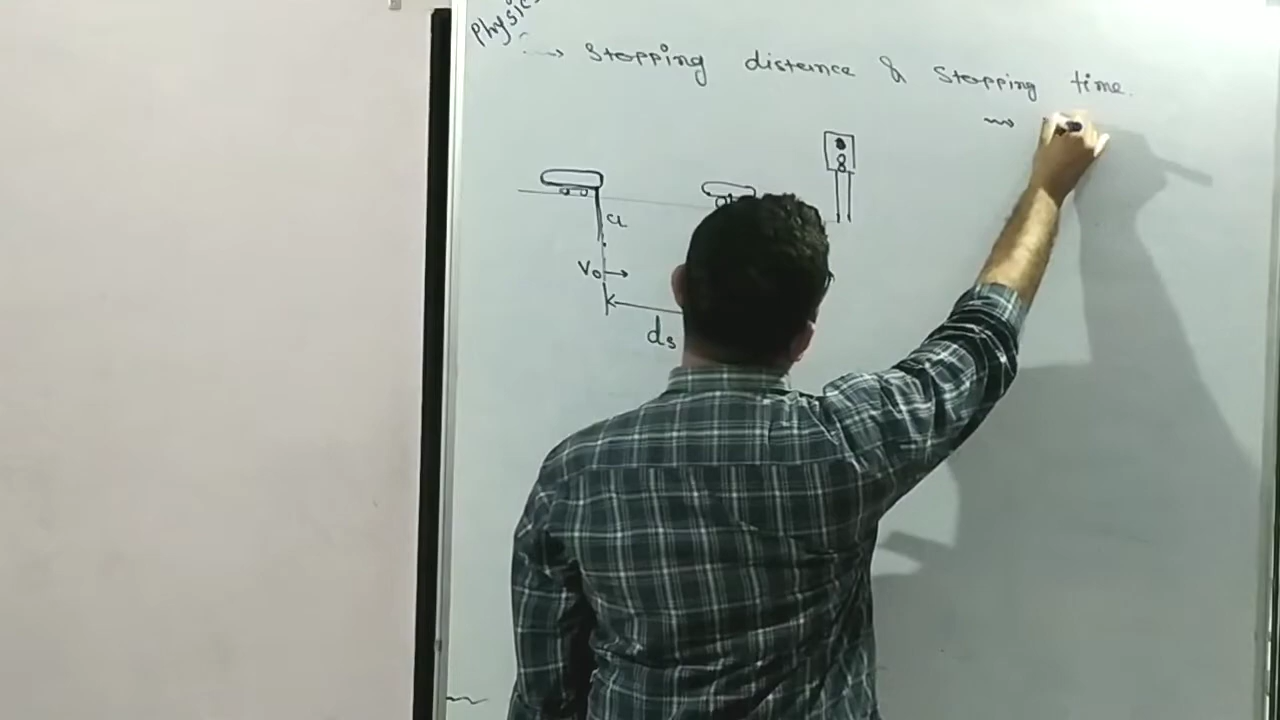 Physics
→ Stopping distance & Stopping time.
a
V₀ →
ds